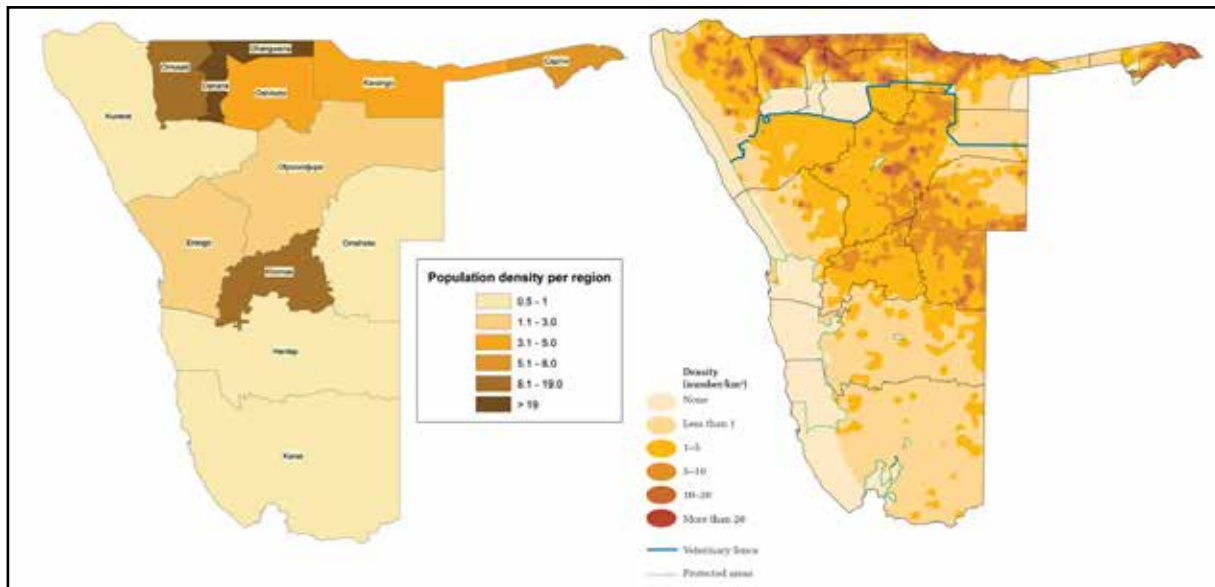 Ohangwena
Caprivi
Omusati
Oshana
Oshikoto
Kavango
Kunene
Otjozondjupa
Erongo
Omaheke
Khomas
Hardap
Karas
Population density per region
0.5 - 1
1.1 - 3.0
3.1 - 5.0
5.1 - 8.0
8.1 - 19.0
> 19
Density
(number/km²)
None
Less than 1
1–5
5–10
10–20
More than 20
Veterinary fence
Protected areas